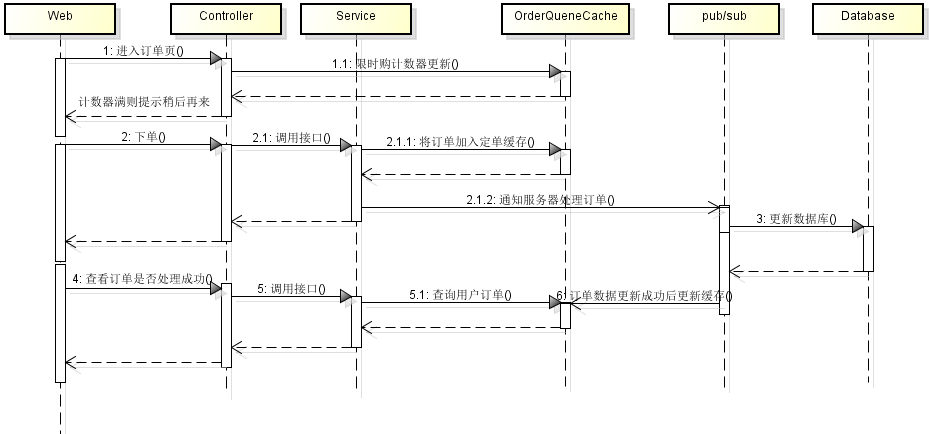 Web
Controller
Service
OrderQueneCache
pub/sub
Database
1: 进入订单页()
1.1: 限时购计数器更新()
计数器满则提示稍后再来
2: 下单()
2.1: 调用接口()
2.1.1: 将订单加入定单缓存()
2.1.2: 通知服务器处理订单()
3: 更新数据库()
4: 查看订单是否处理成功()
5: 调用接口()
5.1: 查询用户订单()
6: 订单数据更新成功后更新缓存()